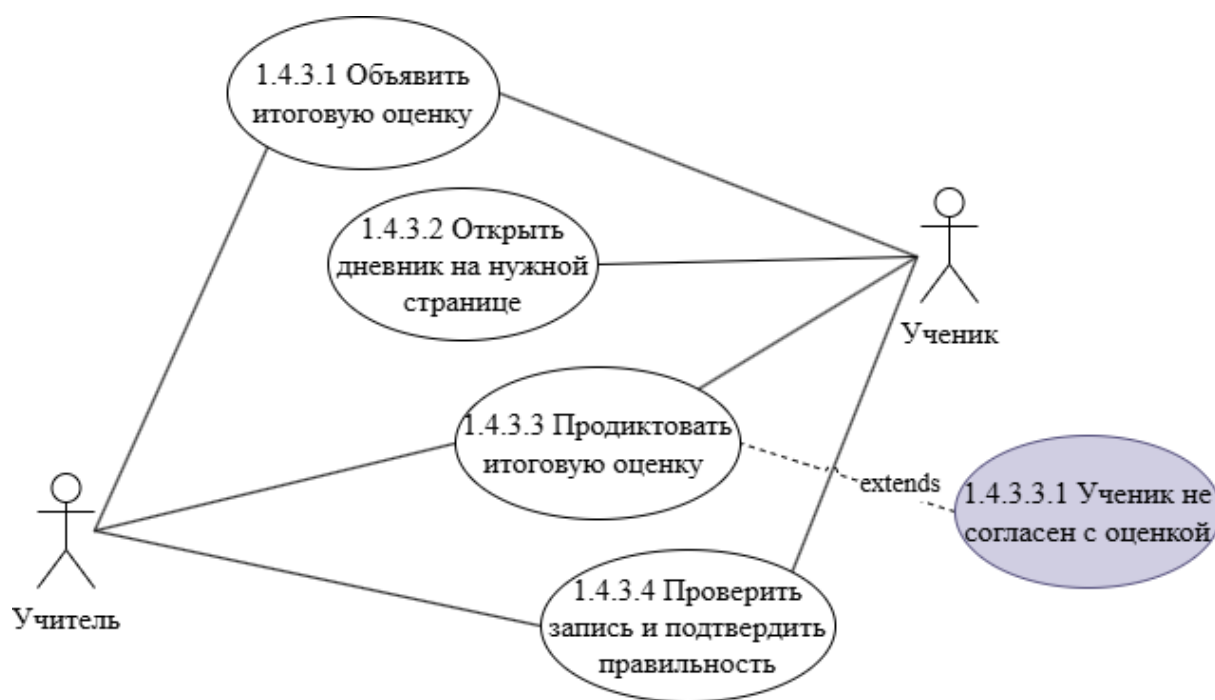 1.4.3.1 Объявить
итоговую оценку
1.4.3.2 Открыть
дневник на нужной
странице
Ученик
1.4.3.3 Продиктовать
итоговую оценку
extends
1.4.3.3.1 Ученик не
согласен с оценкой
Учитель
1.4.3.4 Проверить
запись и подтвердить
правильность